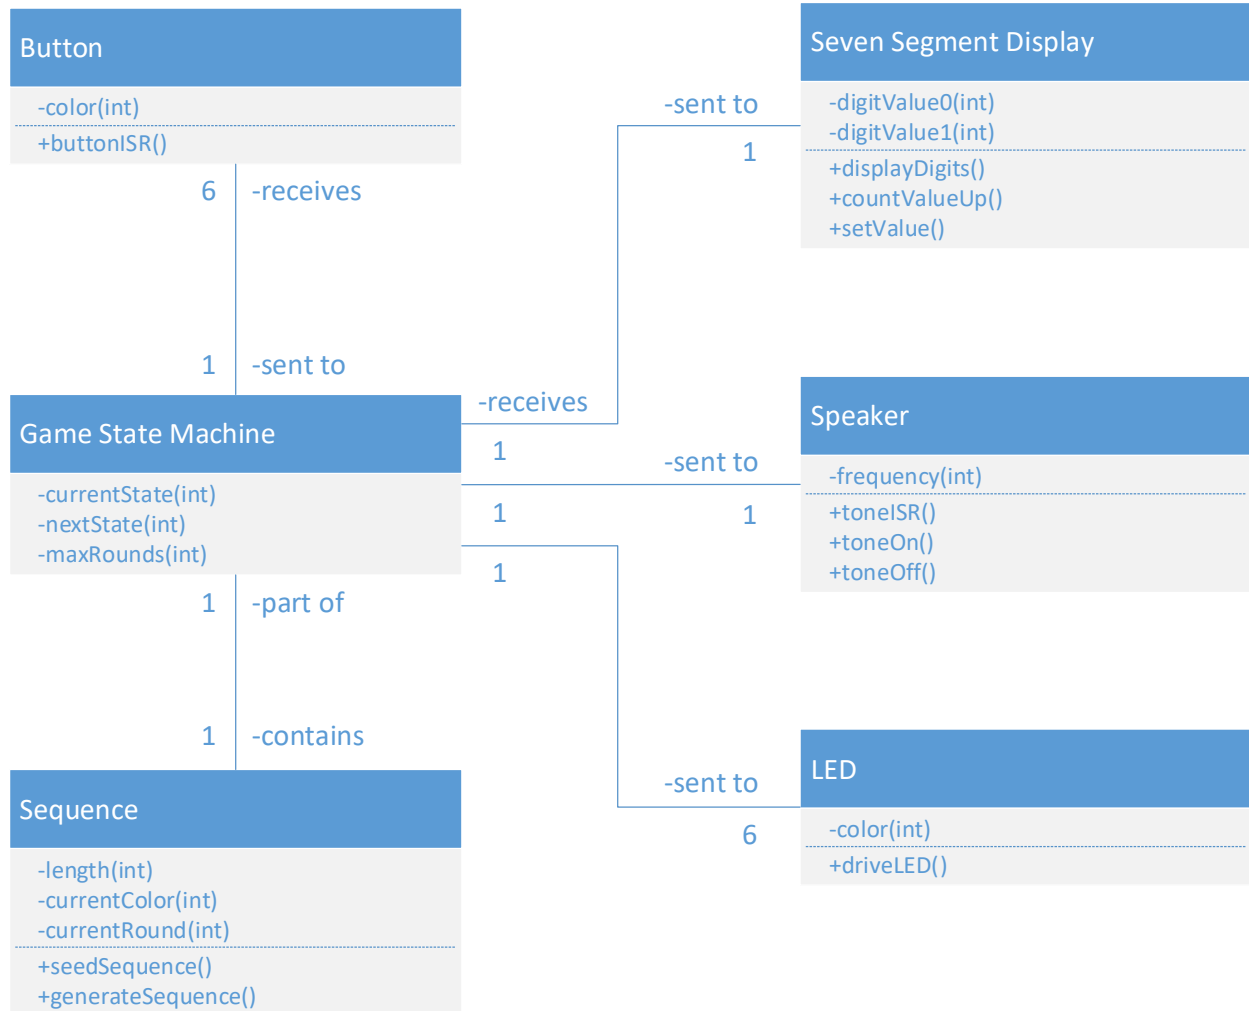 Button
-color(int)
+buttonISR()
6
-receives
1
-sent to
Game State Machine
-currentState(int)
-nextState(int)
-maxRounds(int)
1
-part of
1
-contains
Sequence
-length(int)
-currentColor(int)
-currentRound(int)
+seedSequence()
+generateSequence()
-receives
1
1
1
-sent to
1
Seven Segment Display
-digitValue0(int)
-digitValue1(int)
+displayDigits()
+countValueUp()
+setValue()
-sent to
1
Speaker
-frequency(int)
+toneISR()
+toneOn()
+toneOff()
-sent to
6
LED
-color(int)
+driveLED()